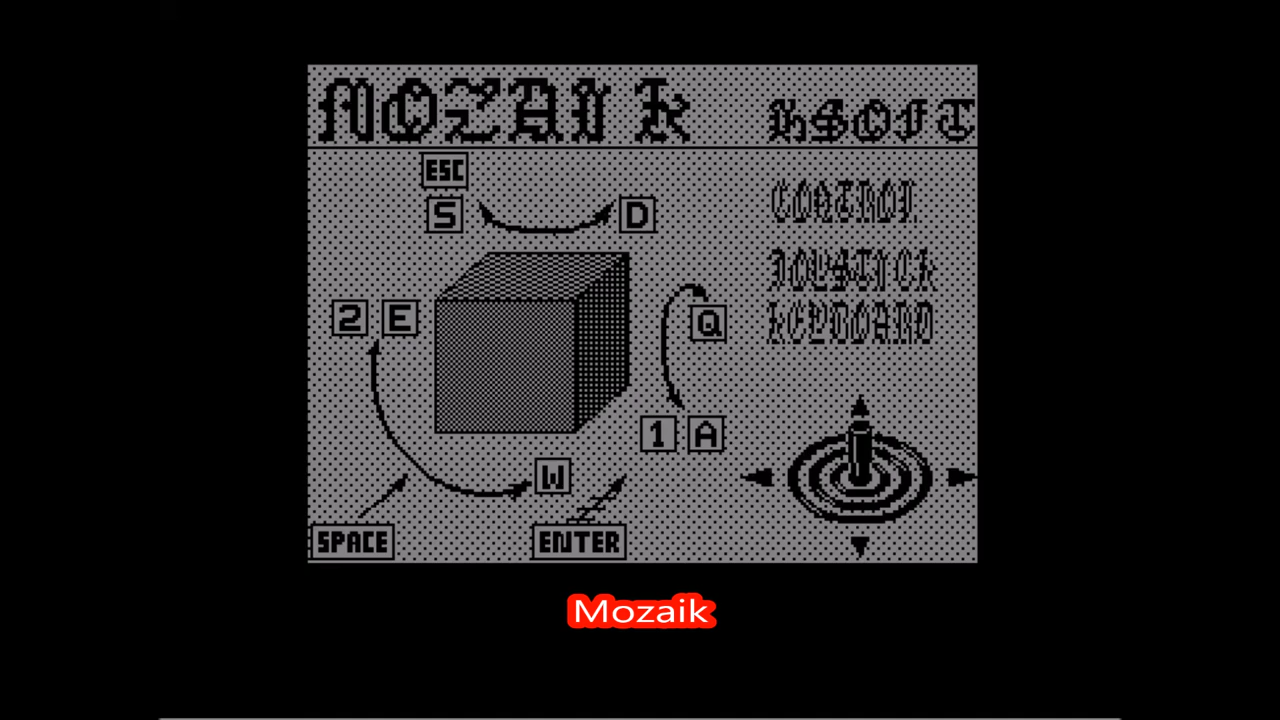 MOZAIK HSOFT
ESC
S D
CONTROL
JOYSTICK
KEYBOARD
2 E
Q
1 A
W
SPACE
ENTER
Mozaik